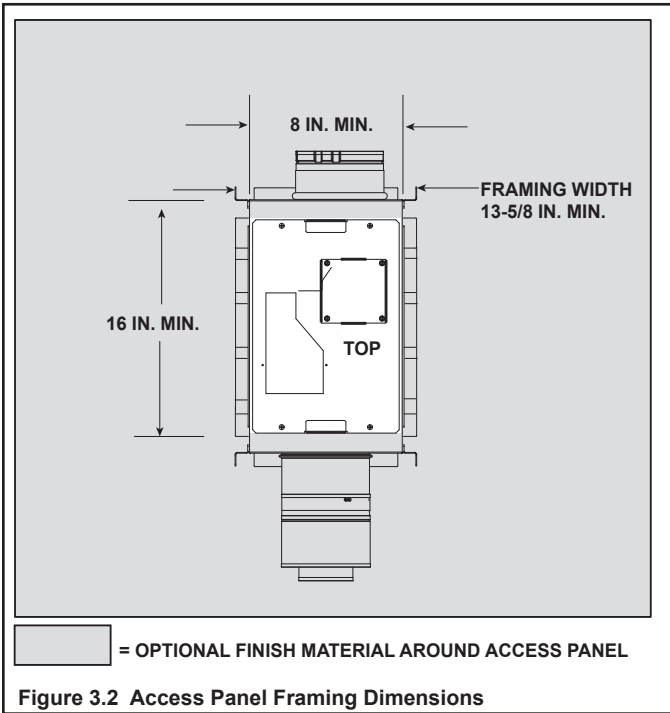 8 IN. MIN.
FRAMING WIDTH
13-5/8 IN. MIN.
16 IN. MIN.
TOP
= OPTIONAL FINISH MATERIAL AROUND ACCESS PANEL
Figure 3.2 Access Panel Framing Dimensions